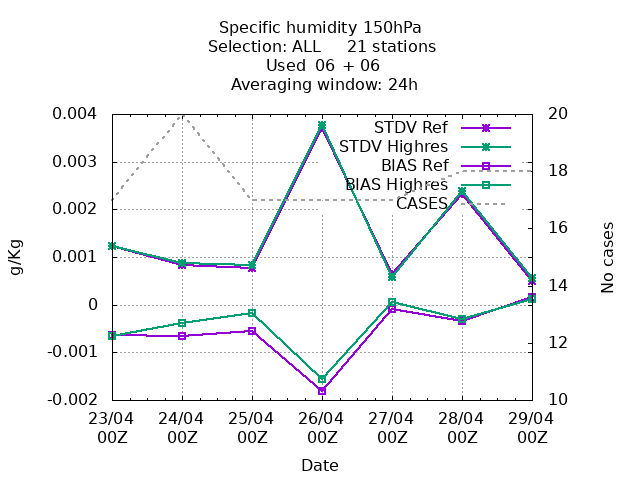 Specific humidity 150hPa
Selection: ALL     21 stations
Used  06 + 06
Averaging window: 24h
0.004
0.003
0.002
0.001
0
-0.001
-0.002
g/Kg
STDV Ref
STDV Highres
BIAS Ref
BIAS Highres
CASES
20
18
16
14
12
10
No cases
23/04 24/04 25/04 26/04 27/04 28/04 29/04
00Z 00Z 00Z 00Z 00Z 00Z 00Z
Date